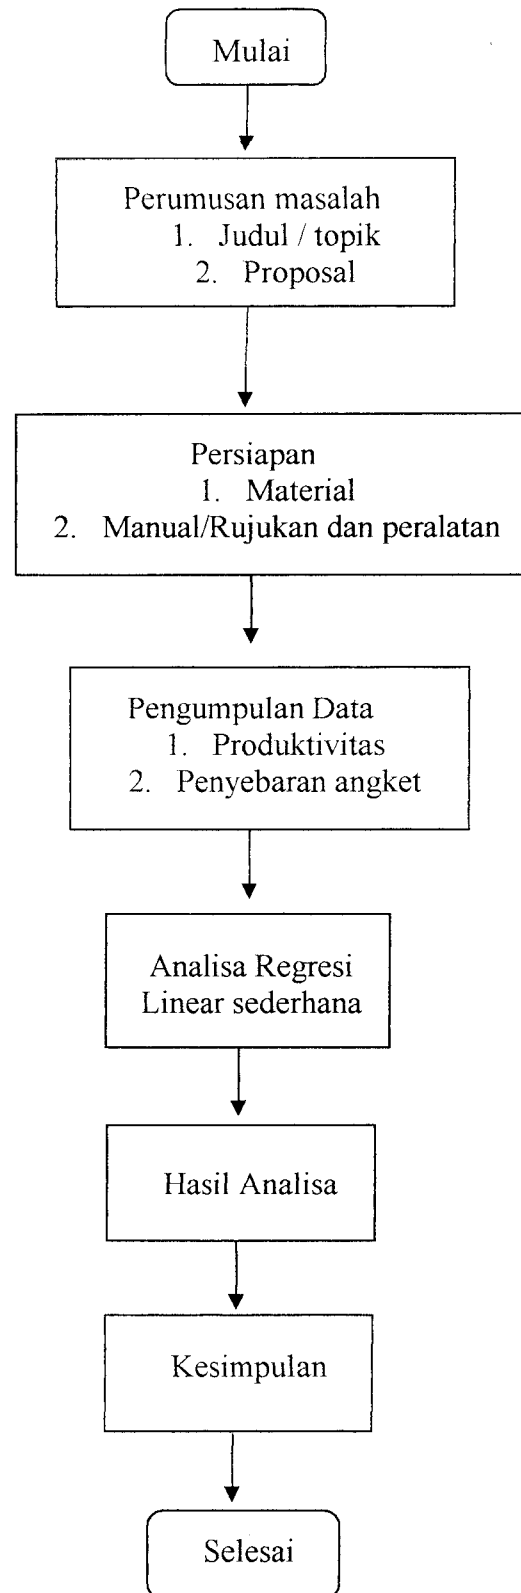 Mulai
Perumusan masalah
1. Judul / topik
2. Proposal
Persiapan
1. Material
2. Manual/Rujukan dan peralatan
Pengumpulan Data
1. Produktivitas
2. Penyebaran angket
Analisa Regresi
Linear sederhana
Hasil Analisa
Kesimpulan
Selesai